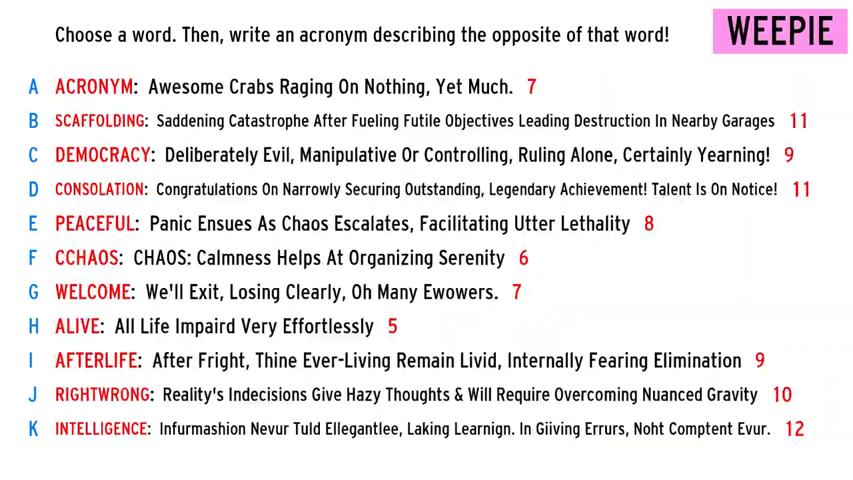 Choose a word. Then, write an acronym describing the opposite of that word!
WEEPIE
A ACRONYM: Awesome Crabs Raging On Nothing, Yet Much. 7
B SCAFFOLDING: Saddening Catastrophe After Fueling Futile Objectives Leading Destruction In Nearby Garages 11
C DEMOCRACY: Deliberately Evil, Manipulative Or Controlling, Ruling Alone, Certainly Yearning! 9
D CONSOLATION: Congratulations On Narrowly Securing Outstanding, Legendary Achievement! Talent Is On Notice! 11
E PEACEFUL: Panic Ensues As Chaos Escalates, Facilitating Utter Lethality 8
F CCHAOS: CHAOS: Calmness Helps At Organizing Serenity 6
G WELCOME: We'll Exit, Losing Clearly, Oh Many Ewowers. 7
H ALIVE: All Life Impaird Very Effortlessly 5
I AFTERLIFE: After Fright, Thine Ever-Living Remain Livid, Internally Fearing Elimination 9
J RIGHTWRONG: Reality's Indecisions Give Hazy Thoughts & Will Require Overcoming Nuanced Gravity 10
K INTELLIGENCE: Infurmashion Nevur Tuld Ellegantlee, Laking Learnign. In Giiving Errurs, Noht Comptent Evur. 12